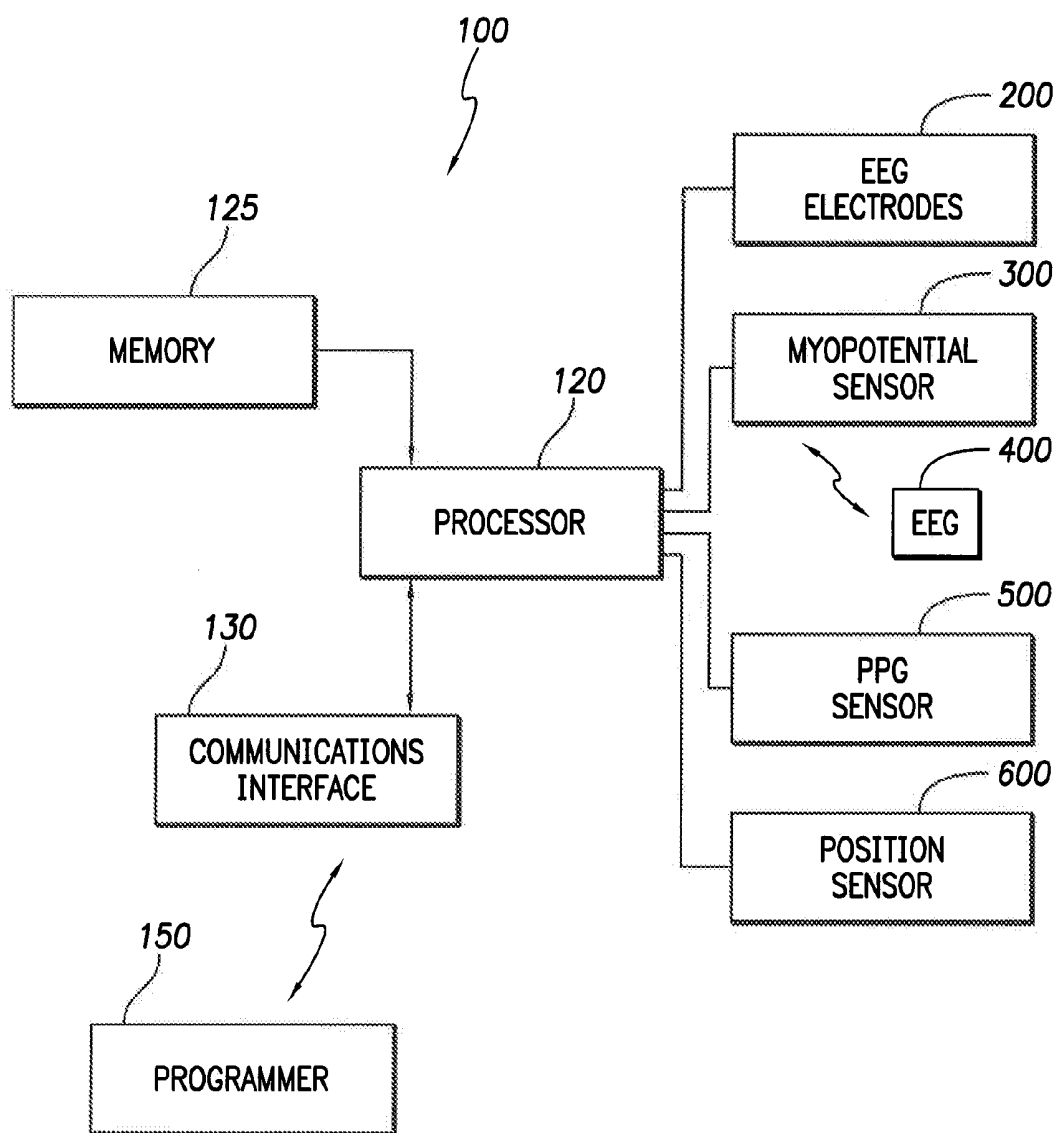 100
200
EEG
ELECTRODES
125
MEMORY
300
MYOPOTENTIAL
SENSOR
120
PROCESSOR
400
EEG
500
PPG
SENSOR
130
COMMUNICATIONS
INTERFACE
600
POSITION
SENSOR
150
PROGRAMMER